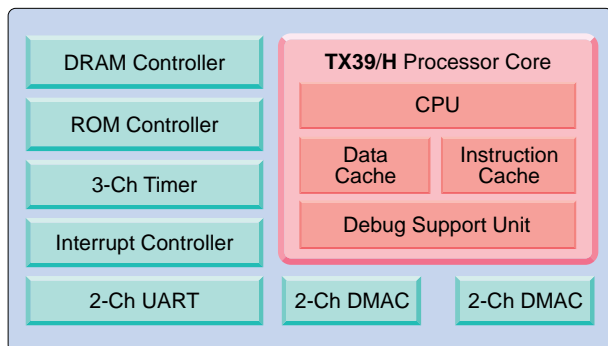 DRAM Controller
ROM Controller
3-Ch Timer
Interrupt Controller
2-Ch UART
TX39/H Processor Core
CPU
Data
Cache
Instruction
Cache
Debug Support Unit
2-Ch DMAC
2-Ch DMAC